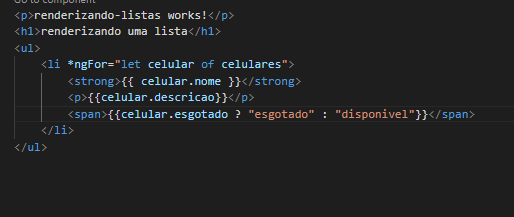 Go to component
<p>renderizando-listas works!</p>
<h1>renderizando uma lista</h1>
<ul>
<li *ngFor="let celular of celulares">
<strong>{{ celular.nome }}</strong>
<p>{{celular.descricao}}</p>
<span>{{celular.esgotado ? "esgotado" : "disponivel"}}</span>
</li>
</ul>